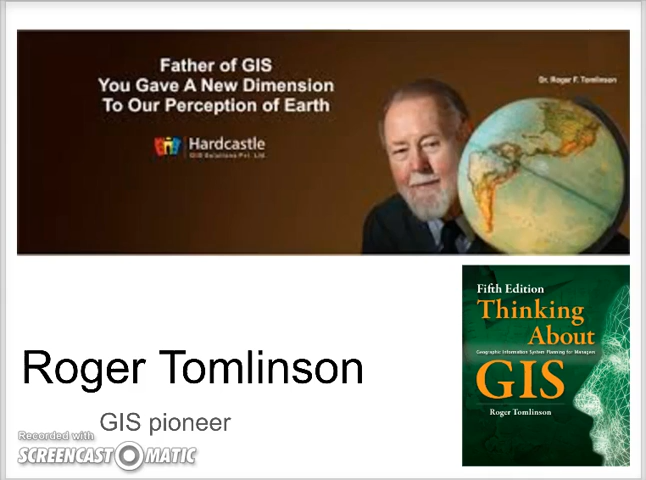 Father of GIS
You Gave A New Dimension
To Our Perception of Earth
Dr. Roger F. Tomlinson
Hardcastle
GIS Solutions Pvt. Ltd.
Fifth Edition
Thinking
About
Geographic Information System Planning for Managers
GIS
Roger Tomlinson
Roger Tomlinson
GIS pioneer
Recorded with
SCREENCAST-O-MATIC